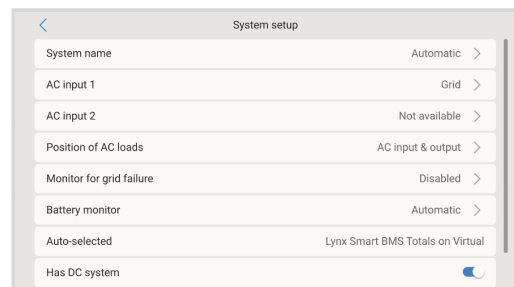 System setup
System name Automatic
AC input 1 Grid
AC input 2 Not available
Position of AC loads AC input & output
Monitor for grid failure Disabled
Battery monitor Automatic
Auto-selected Lynx Smart BMS Totals on Virtual
Has DC system